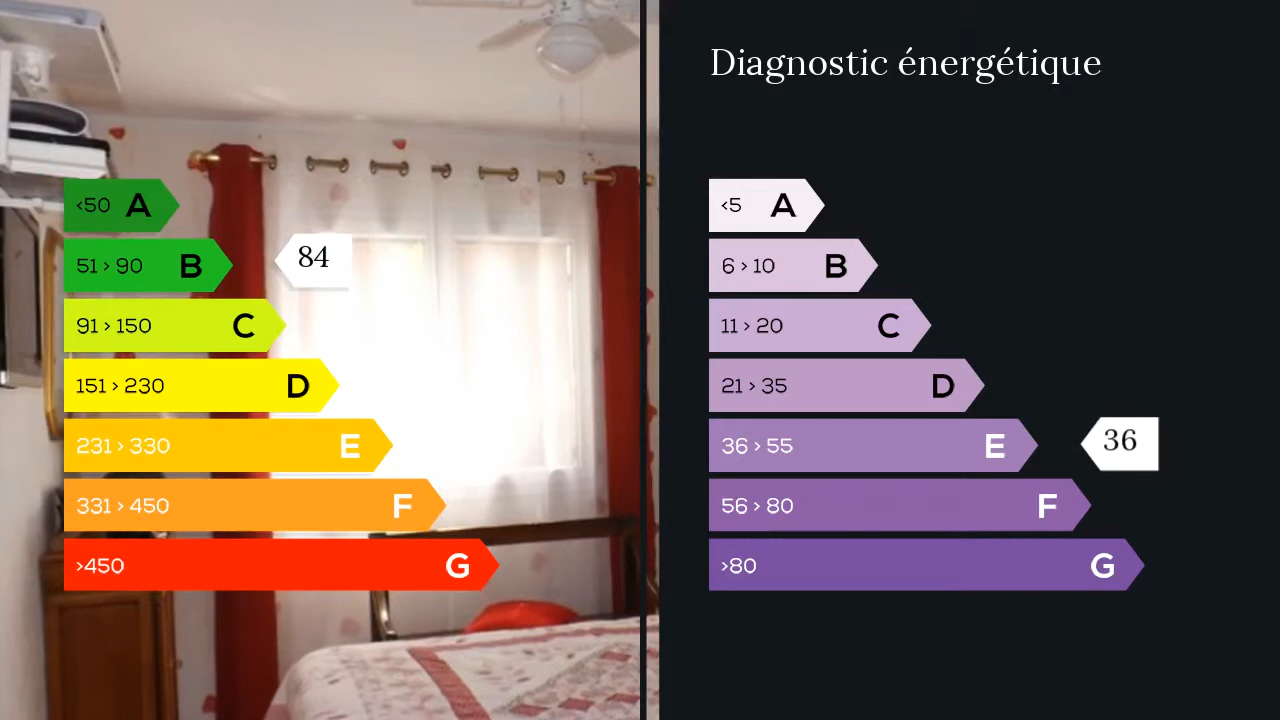 Diagnostic énergétique
<50 A
51 > 90 B
84
91 > 150 C
151 > 230 D
231 > 330 E
331 > 450 F
>450 G
<5 A
6 > 10 B
11 > 20 C
21 > 35 D
36 > 55 E
36
56 > 80 F
>80 G